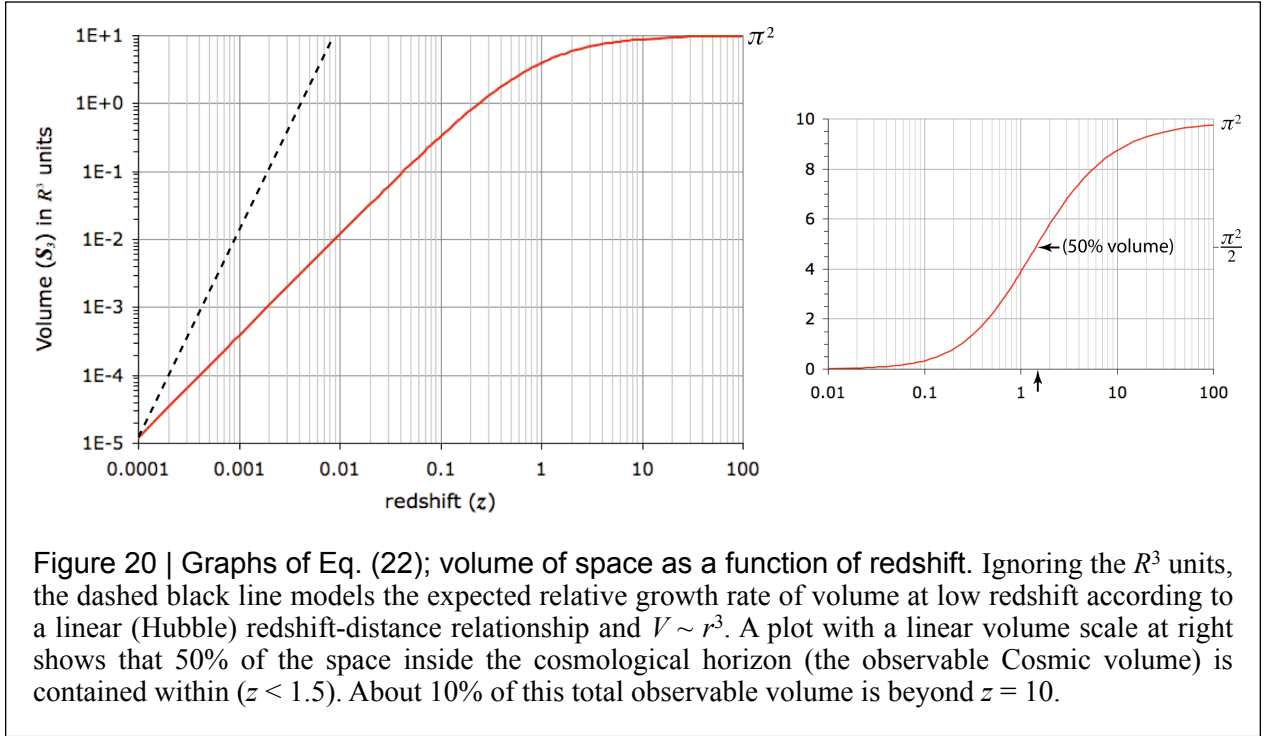 1E+1
1E+0
1E-1
1E-2
1E-3
1E-4
1E-5
Volume (S₃) in R³ units
0.0001 0.001 0.01 0.1 1 10 100
redshift (z)
π²
10
8
6
4
2
0
π²
(50% volume)
π²/2
0.01 0.1 1 10 100
Figure 20 | Graphs of Eq. (22); volume of space as a function of redshift. Ignoring the R³ units,
the dashed black line models the expected relative growth rate of volume at low redshift according to
a linear (Hubble) redshift-distance relationship and V ~ r³. A plot with a linear volume scale at right
shows that 50% of the space inside the cosmological horizon (the observable Cosmic volume) is
contained within (z < 1.5). About 10% of this total observable volume is beyond z = 10.